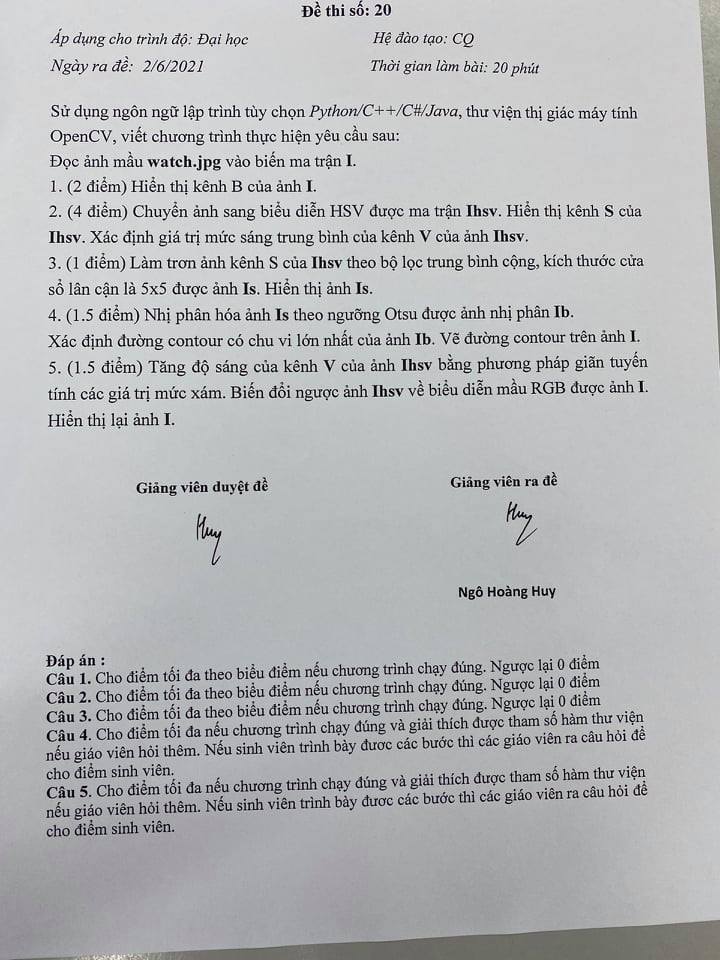 Đề thi số: 20
Áp dụng cho trình độ: Đại học Hệ đào tạo: CQ
Ngày ra đề: 2/6/2021 Thời gian làm bài: 20 phút
Sử dụng ngôn ngữ lập trình tùy chọn Python/C++/C#/Java, thư viện thị giác máy tính
OpenCV, viết chương trình thực hiện yêu cầu sau:
Đọc ảnh mầu watch.jpg vào biến ma trận I.
1. (2 điểm) Hiển thị kênh B của ảnh I.
2. (4 điểm) Chuyển ảnh sang biểu diễn HSV được ma trận Ihsv. Hiển thị kênh S của
Ihsv. Xác định giá trị mức sáng trung bình của kênh V của ảnh Ihsv.
3. (1 điểm) Làm trơn ảnh kênh S của Ihsv theo bộ lọc trung bình cộng, kích thước cửa
sổ lân cận là 5x5 được ảnh Is. Hiển thị ảnh Is.
4. (1.5 điểm) Nhị phân hóa ảnh Is theo ngưỡng Otsu được ảnh nhị phân Ib.
Xác định đường contour có chu vi lớn nhất của ảnh Ib. Vẽ đường contour trên ảnh I.
5. (1.5 điểm) Tăng độ sáng của kênh V của ảnh Ihsv bằng phương pháp giãn tuyến
tính các giá trị mức xám. Biến đổi ngược ảnh Ihsv về biểu diễn mầu RGB được ảnh I.
Hiển thị lại ảnh I.
Giảng viên duyệt đề Giảng viên ra đề
Huy Huy
Ngô Hoàng Huy
Đáp án :
Câu 1. Cho điểm tối đa theo biểu điểm nếu chương trình chạy đúng. Ngược lại 0 điểm
Câu 2. Cho điểm tối đa theo biểu điểm nếu chương trình chạy đúng. Ngược lại 0 điểm
Câu 3. Cho điểm tối đa theo biểu điểm nếu chương trình chạy đúng. Ngược lại 0 điểm
Câu 4. Cho điểm tối đa nếu chương trình chạy đúng và giải thích được tham số hàm thư viện
nếu giáo viên hỏi thêm. Nếu sinh viên trình bày đươc các bước thì các giáo viên ra câu hỏi để
cho điểm sinh viên.
Câu 5. Cho điểm tối đa nếu chương trình chạy đúng và giải thích được tham số hàm thư viện
nếu giáo viên hỏi thêm. Nếu sinh viên trình bày đươc các bước thì các giáo viên ra câu hỏi để
cho điểm sinh viên.